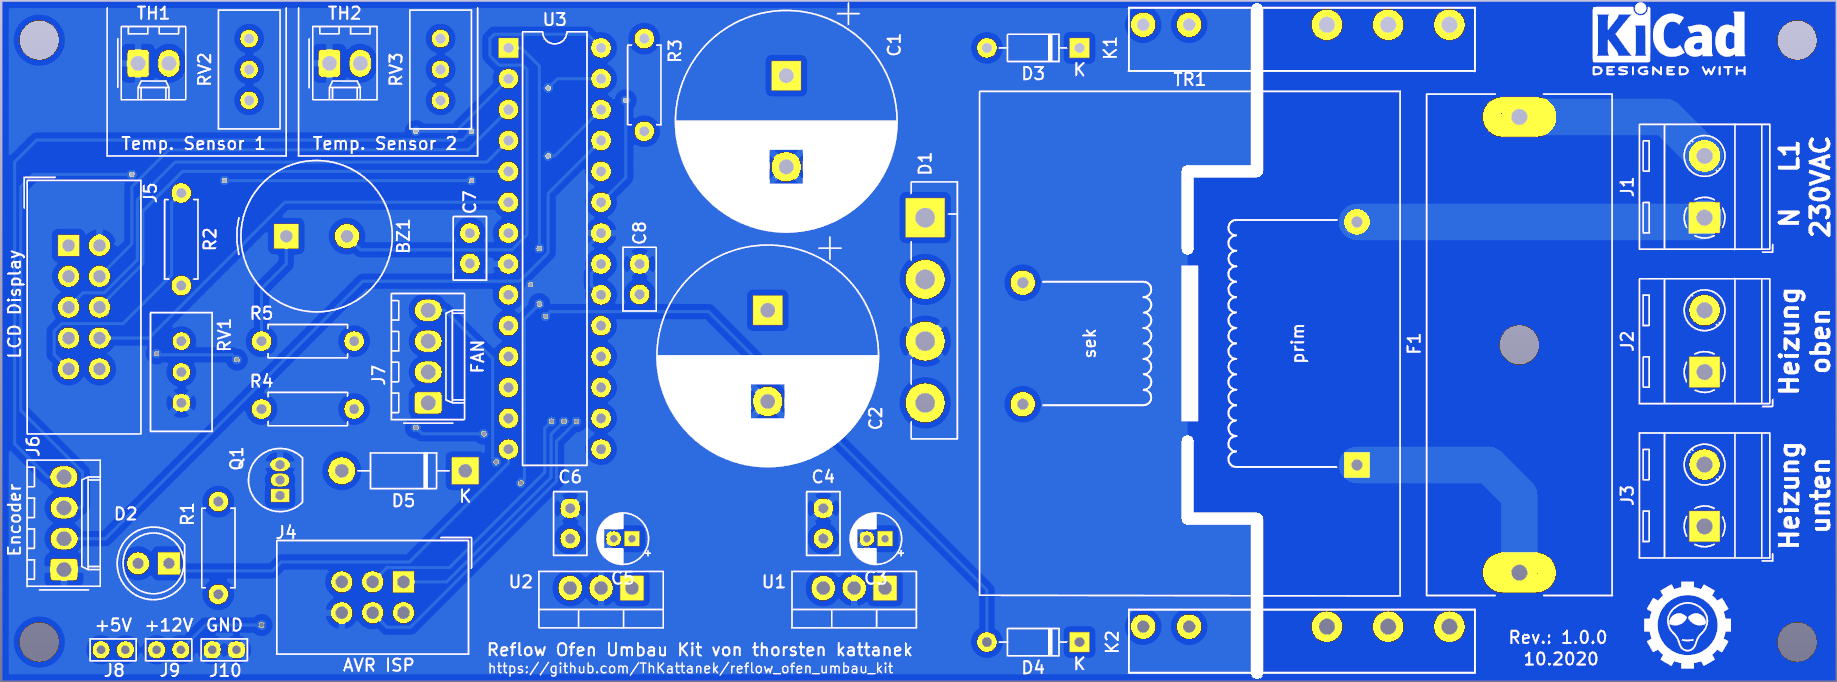 TH1
TH2
U3
RV2
RV3
R3
C1
D3
K
K1
TR1
KiCad
DESIGNED WITH
Temp. Sensor 1
Temp. Sensor 2
D1
J5
R2
BZ1
C7
C8
J1
N L1
230VAC
LCD Display
R5
RV1
J7
FAN
R4
sek
prim
F1
J2
Heizung
oben
C2
J6
Encoder
Q1
D5
K
D2
R1
J4
C6
C4
+
+
C5
C3
U2
U1
J3
Heizung
unten
+5V
+12V
GND
J8
J9
J10
AVR ISP
Reflow Ofen Umbau Kit von thorsten kattanek
https://github.com/ThKattanek/reflow_ofen_umbau_kit
D4
K
K2
Rev.: 1.0.0
10.2020